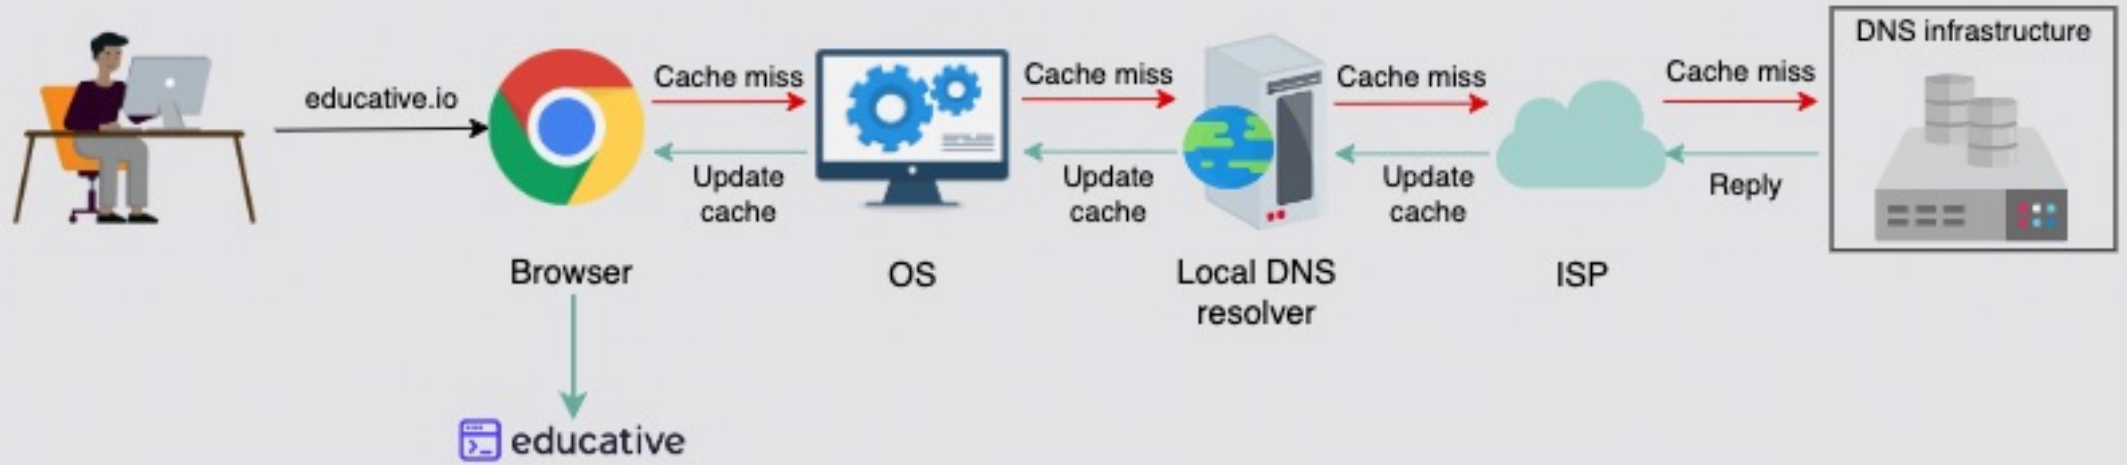 DNS infrastructure
educative.io
Cache miss
Cache miss
Cache miss
Cache miss
Update
cache
Update
cache
Update
cache
Reply
Browser
OS
Local DNS
resolver
ISP
educative